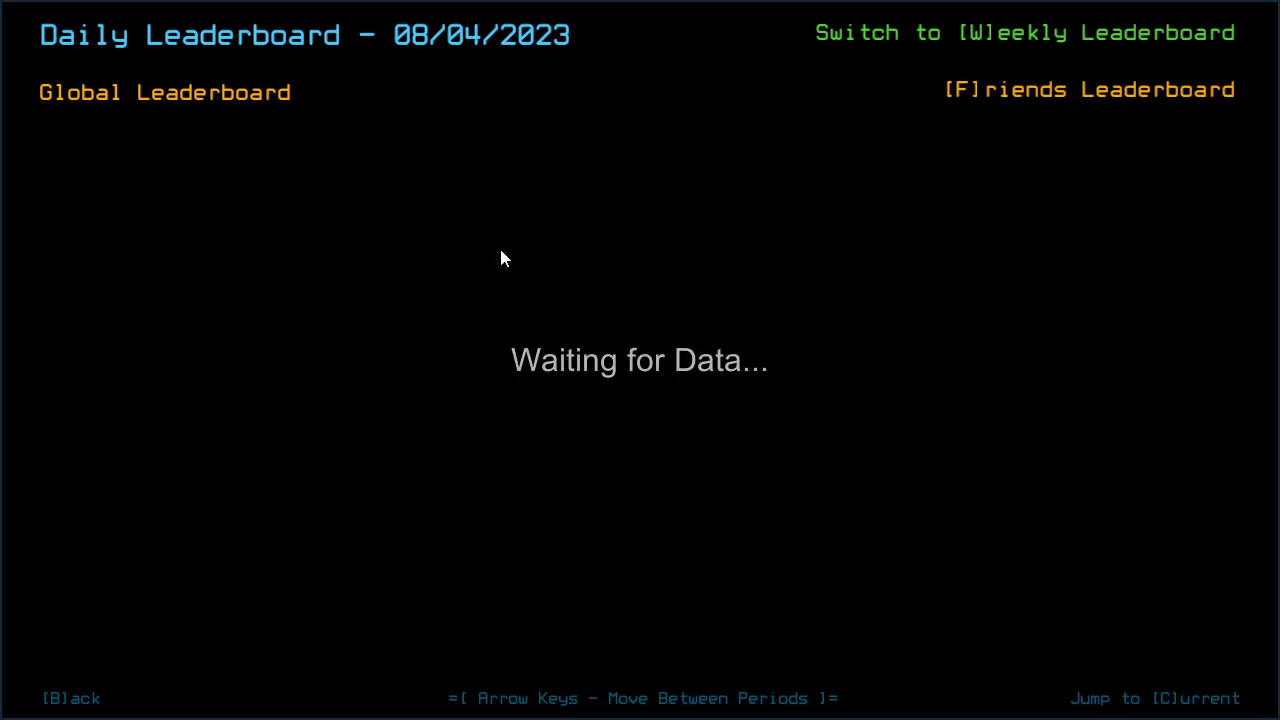 Daily Leaderboard - 08/04/2023
Switch to [W]eekly Leaderboard
Global Leaderboard
[F]riends Leaderboard
Waiting for Data...
[B]ack
=[ Arrow Keys - Move Between Periods ]=
Jump to [C]urrent